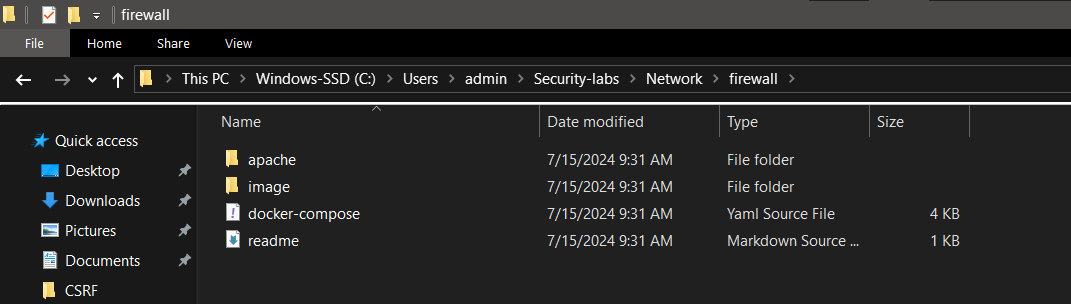 firewall
File Home Share View
This PC Windows-SSD (C:) Users admin Security-labs Network firewall
Name Date modified Type Size
Quick access
Desktop
Downloads
Pictures
Documents
CSRF
apache 7/15/2024 9:31 AM File folder
image 7/15/2024 9:31 AM File folder
docker-compose 7/15/2024 9:31 AM Yaml Source File 4 KB
readme 7/15/2024 9:31 AM Markdown Source ... 1 KB